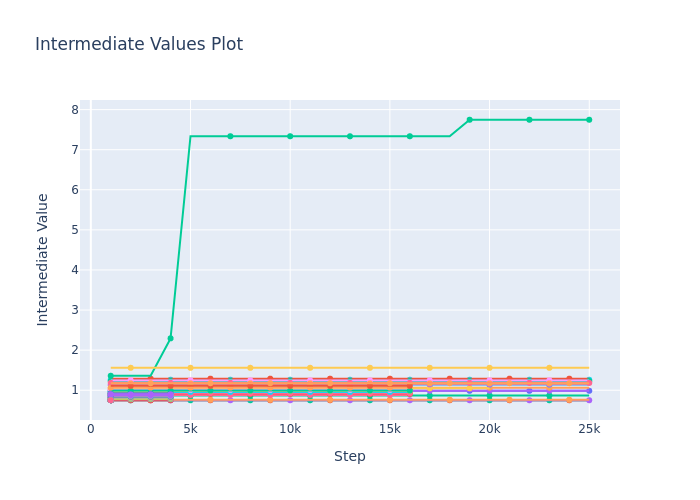 Intermediate Values Plot
8
7
6
5
4
3
2
1
Intermediate Value
0 5k 10k 15k 20k 25k
Step